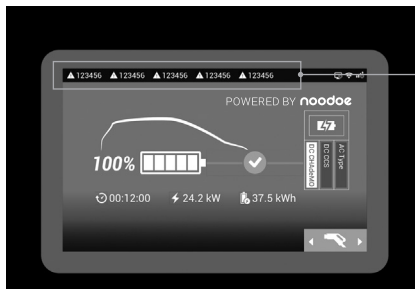 123456 123456 123456 123456 123456
POWERED BY noodoe
100%
DC CHAdeMO
DC CCS
AC Type
00:12:00 24.2 kW 37.5 kWh